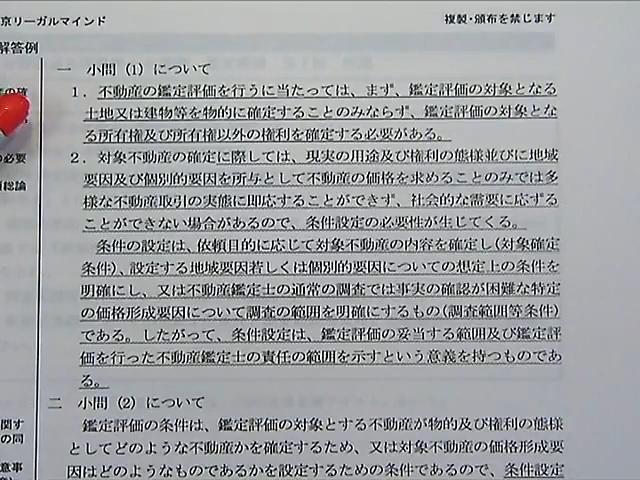 京リーガルマインド
複製・頒布を禁じます
解答例
一 小問（1）について
1．不動産の鑑定評価を行うに当たっては、まず、鑑定評価の対象となる
土地又は建物等を物的に確定することのみならず、鑑定評価の対象とな
る所有権及び所有権以外の権利を確定する必要がある。
2．対象不動産の確定に際しては、現実の用途及び権利の態様並びに地域
要因及び個別的要因を所与として不動産の価格を求めることのみでは多
様な不動産取引の実態に即応することができず、社会的な需要に応ずる
ことができない場合があるので、条件設定の必要性が生じてくる。
条件の設定は、依頼目的に応じて対象不動産の内容を確定し(対象確定
条件)、設定する地域要因若しくは個別的要因についての想定上の条件を
明確にし、又は不動産鑑定士の通常の調査では事実の確認が困難な特定
の価格形成要因について調査の範囲を明確にするもの(調査範囲等条件)
である。したがって、条件設定は、鑑定評価の妥当する範囲及び鑑定評
価を行った不動産鑑定士の責任の範囲を示すという意義を持つものであ
る。
二 小問（2）について
鑑定評価の条件は、鑑定評価の対象とする不動産が物的及び権利の態様
としてどのような不動産かを確定するため、又は対象不動産の価格形成要
因はどのようなものであるかを設定するための条件であるので、条件設定
の必要
総論
関す
の同
意事